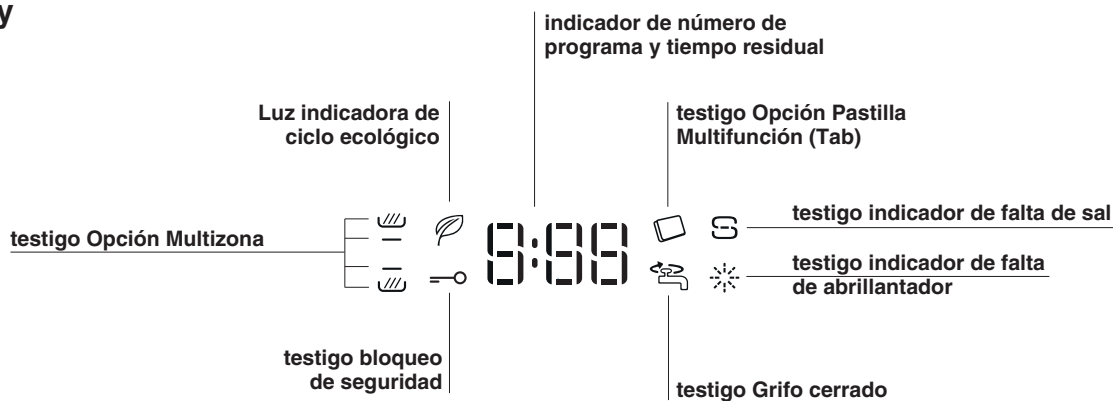 y
indicador de número de
programa y tiempo residual
Luz indicadora de
ciclo ecológico
testigo Opción Pastilla
Multifunción (Tab)
testigo Opción Multizona
8:88
S
testigo indicador de falta de sal
testigo indicador de falta
de abrillantador
testigo bloqueo
de seguridad
testigo Grifo cerrado